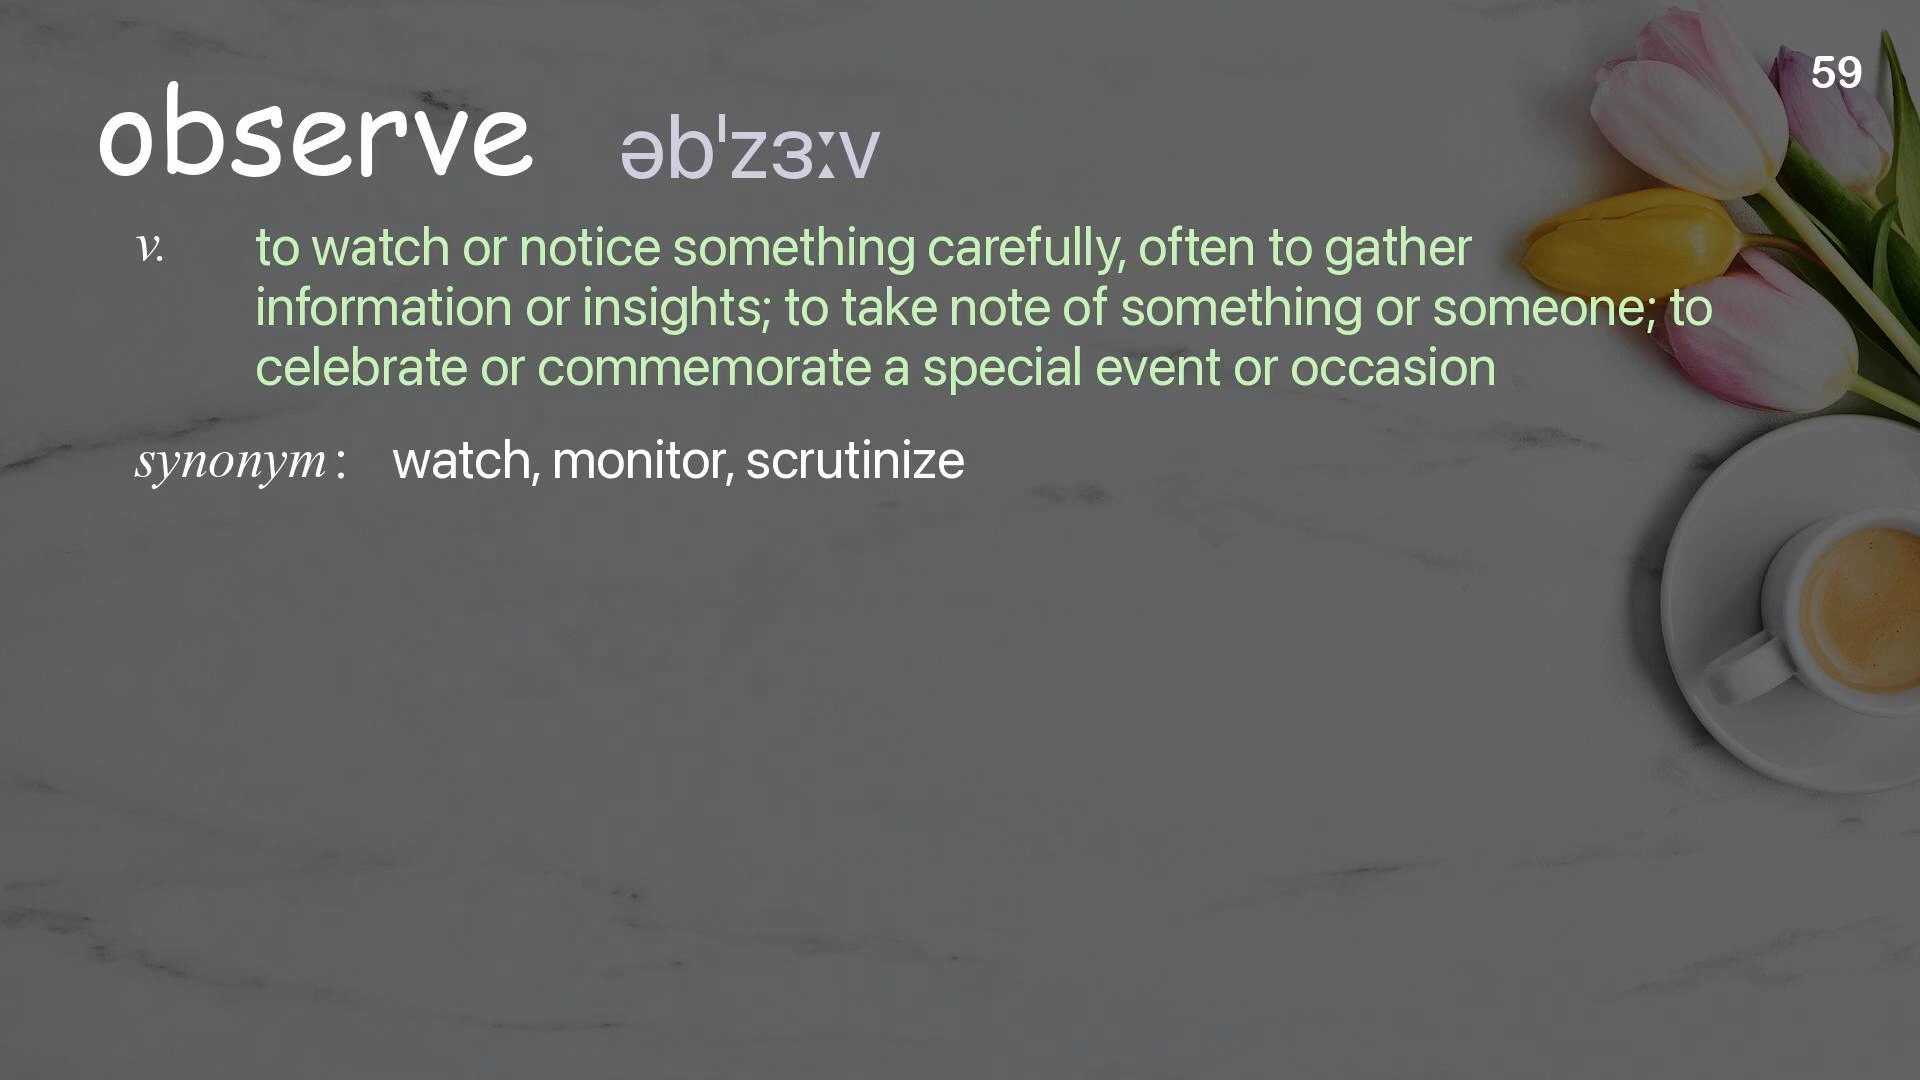 59
observe əbˈzɜːv
v. to watch or notice something carefully, often to gather
information or insights; to take note of something or someone; to
celebrate or commemorate a special event or occasion
synonym : watch, monitor, scrutinize